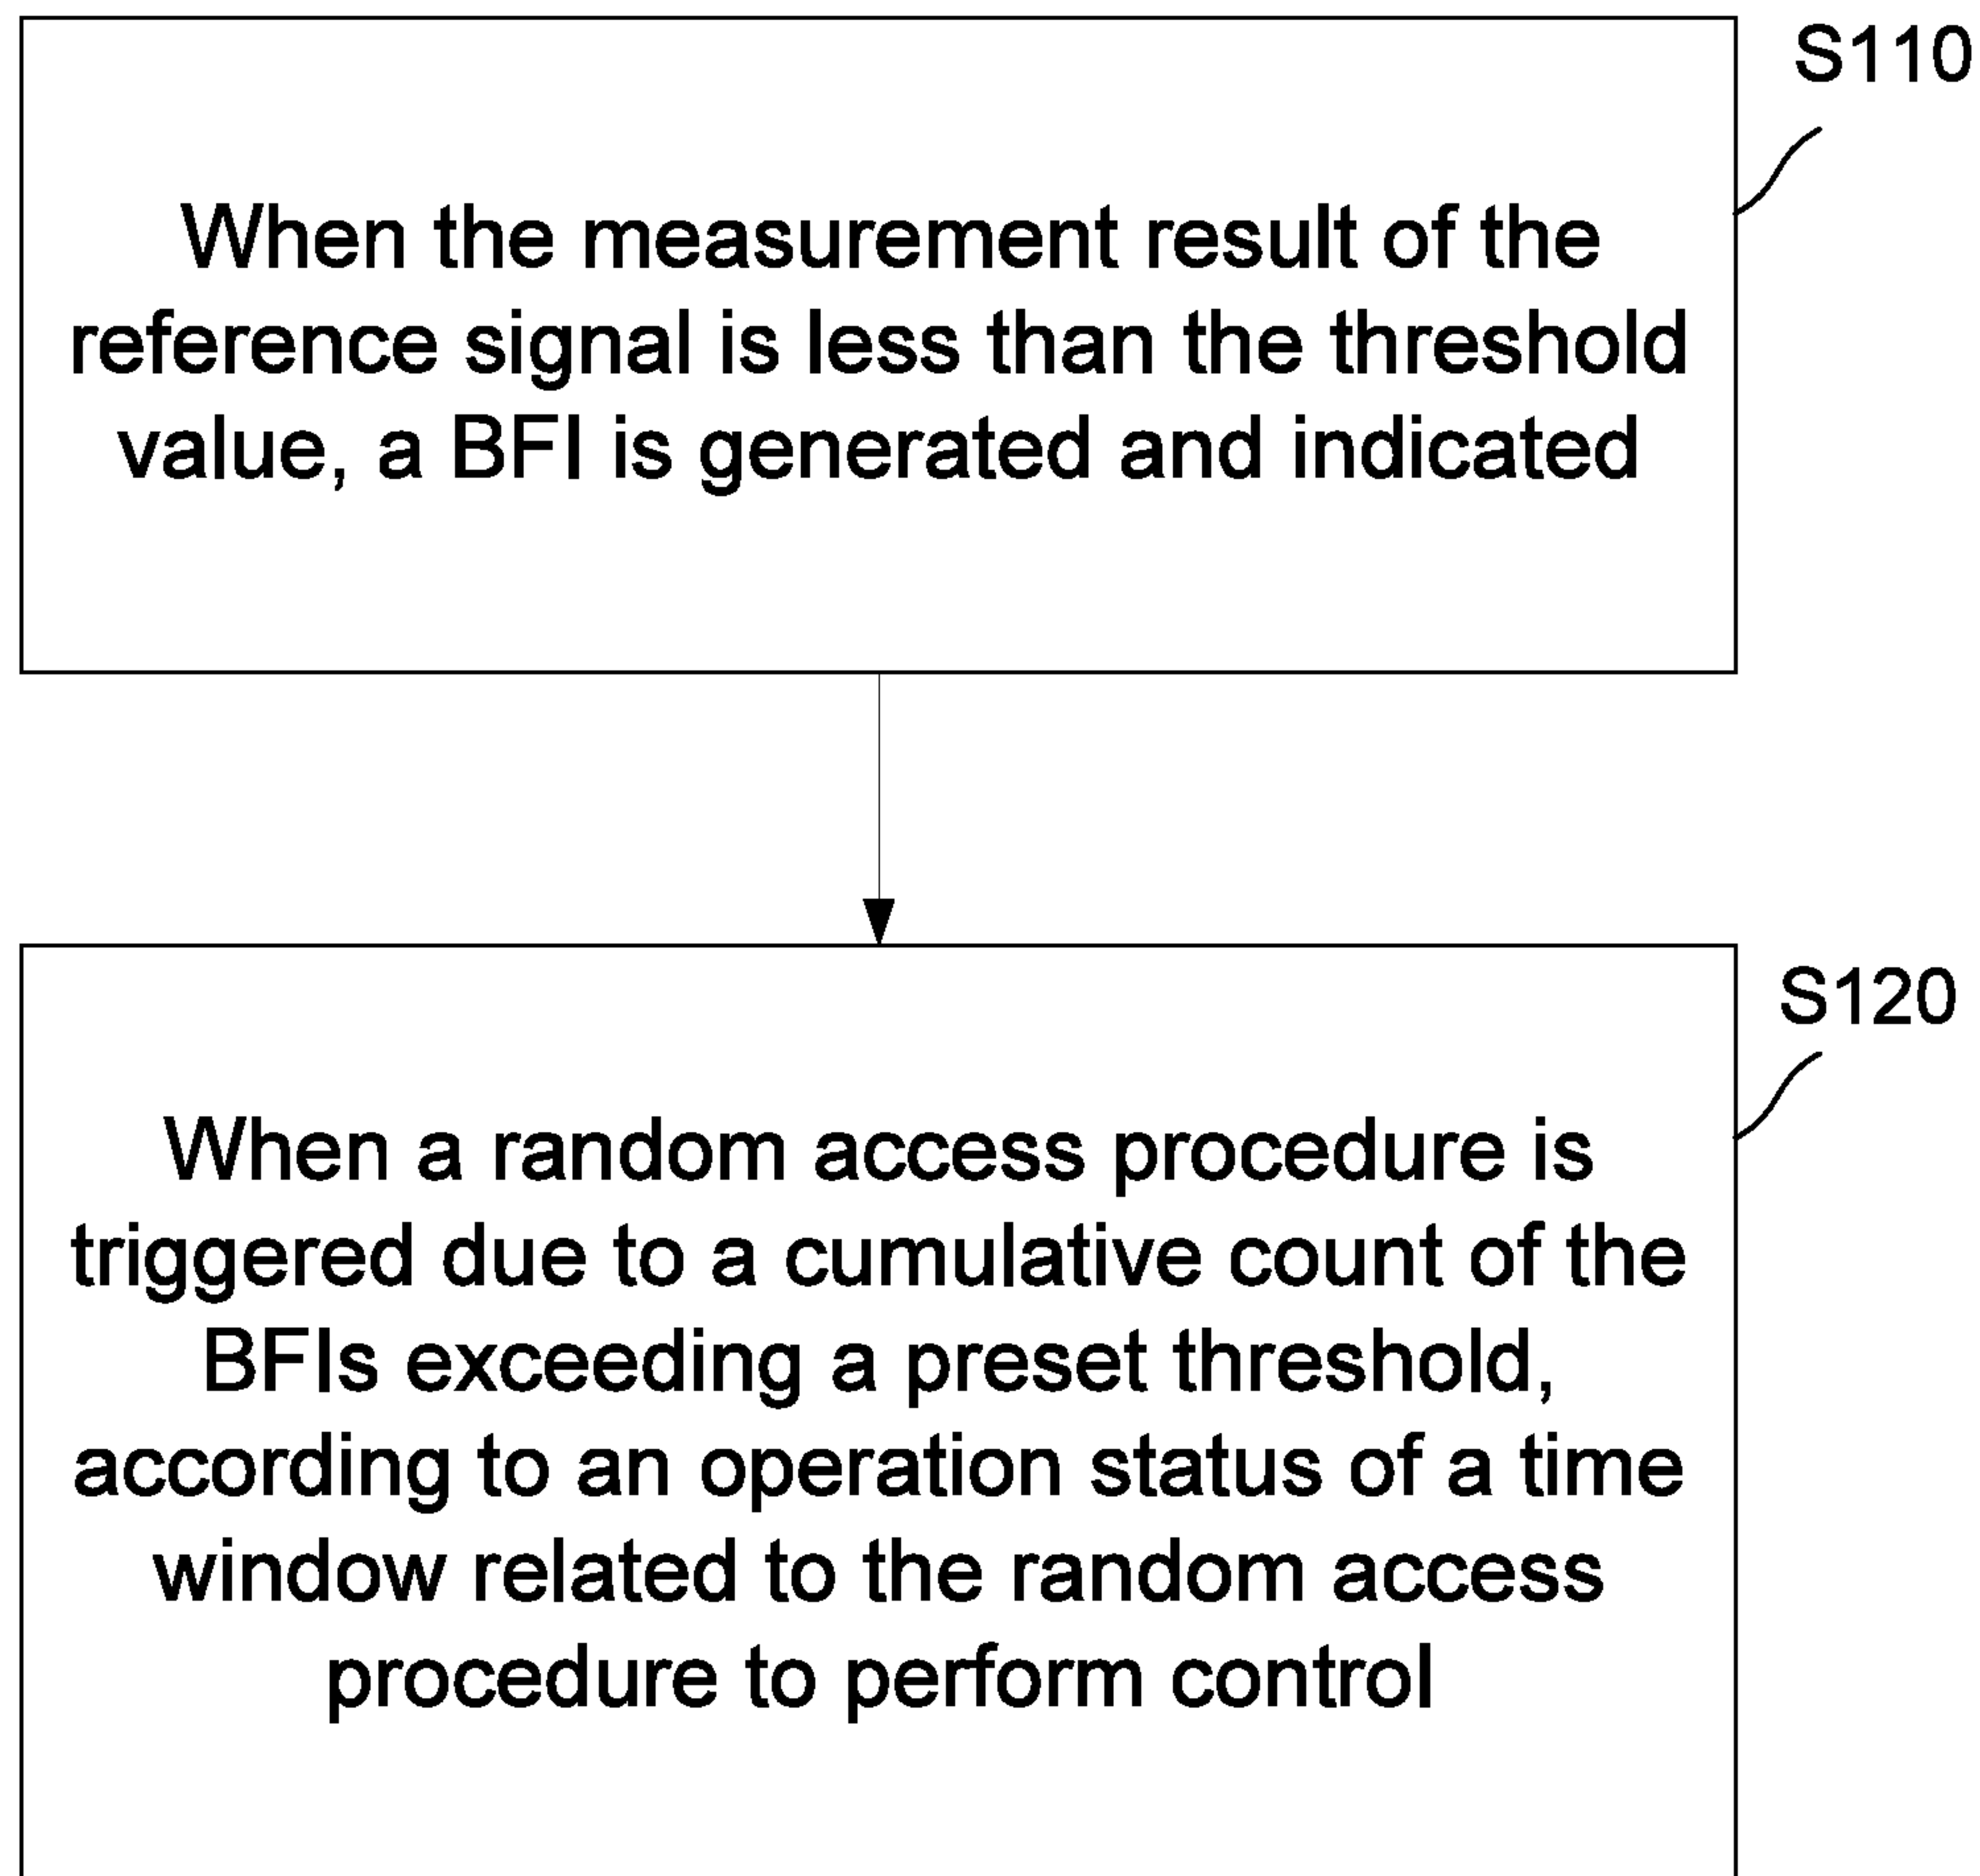 S110
When the measurement result of the
reference signal is less than the threshold
value, a BFI is generated and indicated
S120
When a random access procedure is
triggered due to a cumulative count of the
BFIs exceeding a preset threshold,
according to an operation status of a time
window related to the random access
procedure to perform control